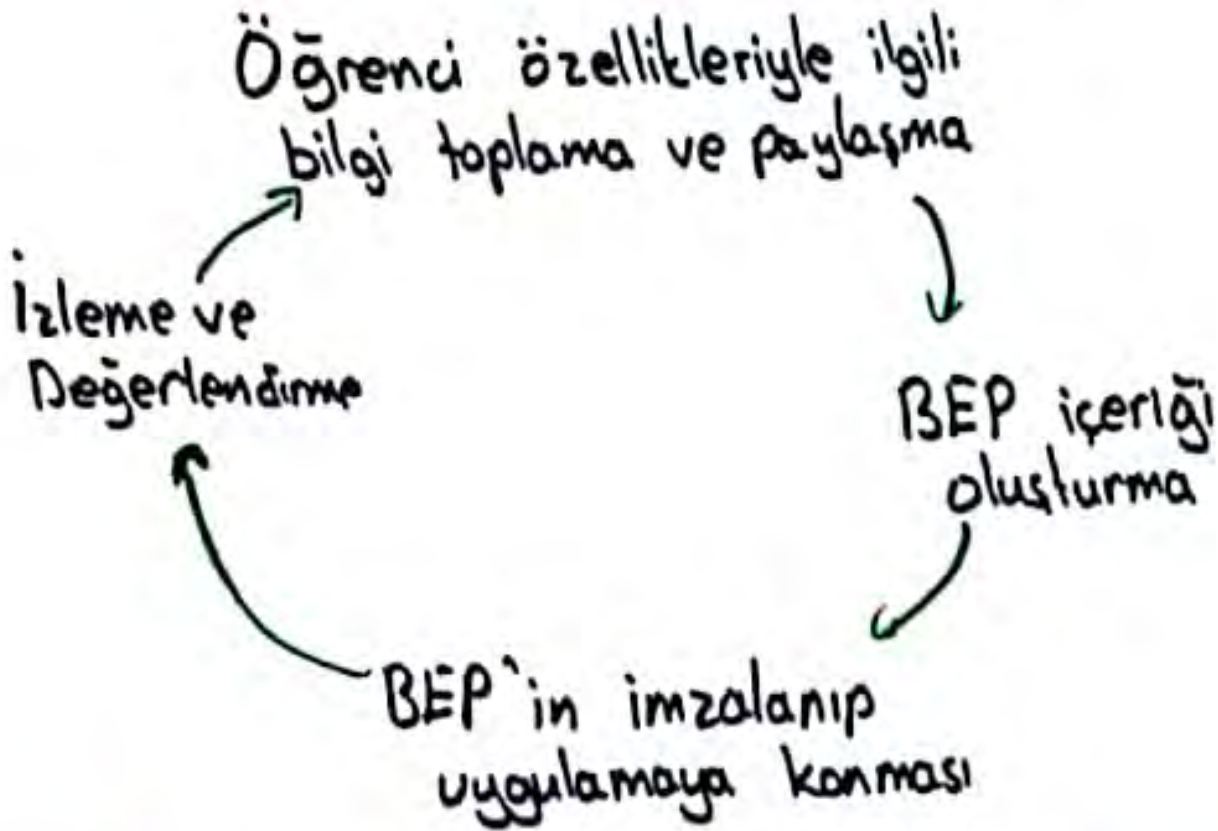 Öğrenci özellikleriyle ilgili
bilgi toplama ve paylaşma
BEP içeriği
oluşturma
BEP'in imzalanıp
uygulamaya konması
İzleme ve
Değerlendirme